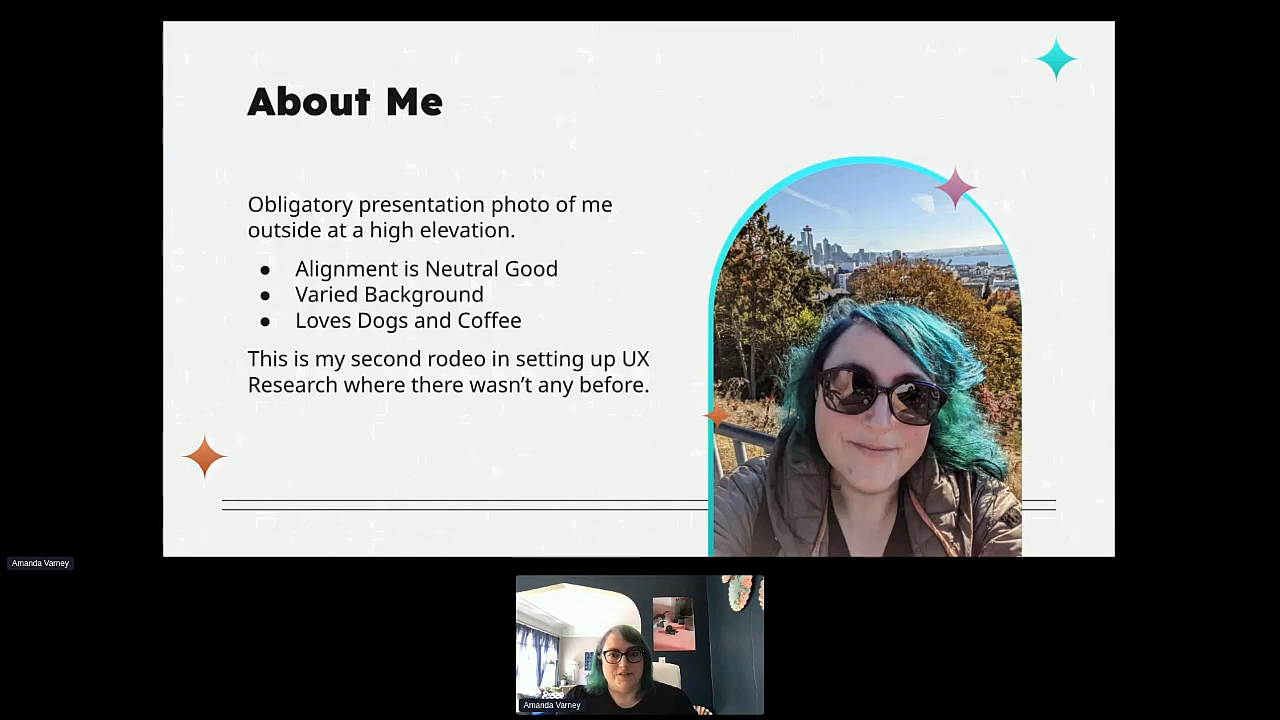 About Me
Obligatory presentation photo of me
outside at a high elevation.
● Alignment is Neutral Good
● Varied Background
● Loves Dogs and Coffee
This is my second rodeo in setting up UX
Research where there wasn’t any before.
Amanda Varney
Amanda Varney